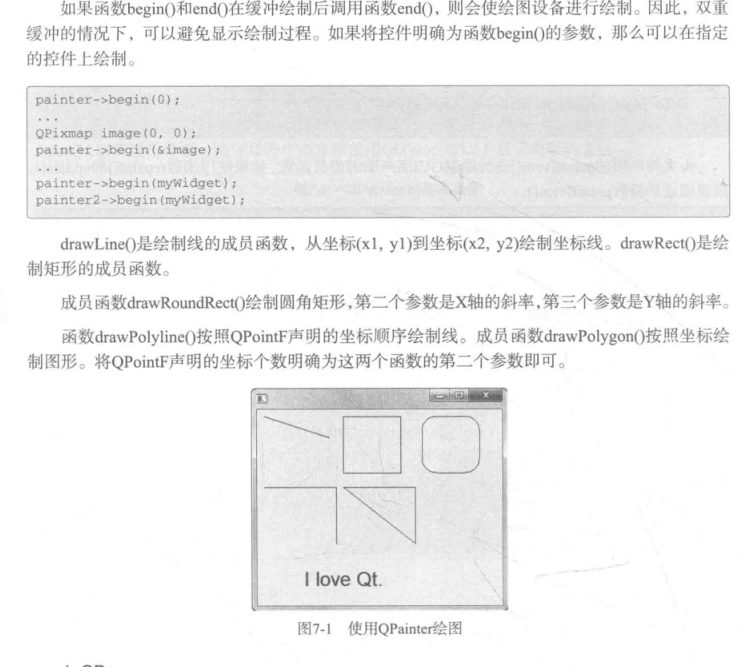 如果函数begin()和end()在缓冲绘制后调用函数end()，则会使绘图设备进行绘制。因此，双重
缓冲的情况下，可以避免显示绘制过程。如果将控件明确为函数begin()的参数，那么可以在指定
的控件上绘制。
painter->begin(0);
...
QPixmap image(0, 0);
painter->begin(&image);
painter->begin(myWidget);
painter2->begin(myWidget);
drawLine()是绘制线的成员函数，从坐标(x1, y1)到坐标(x2, y2)绘制坐标线。drawRect()是绘
制矩形的成员函数。
成员函数drawRoundRect()绘制圆角矩形,第二个参数是X轴的斜率,第三个参数是Y轴的斜率。
函数drawPolyline()按照QPointF声明的坐标顺序绘制线。成员函数drawPolygon()按照坐标绘
制图形。将QPointF声明的坐标个数明确为这两个函数的第二个参数即可。
I love Qt.
图7-1 使用QPainter绘图